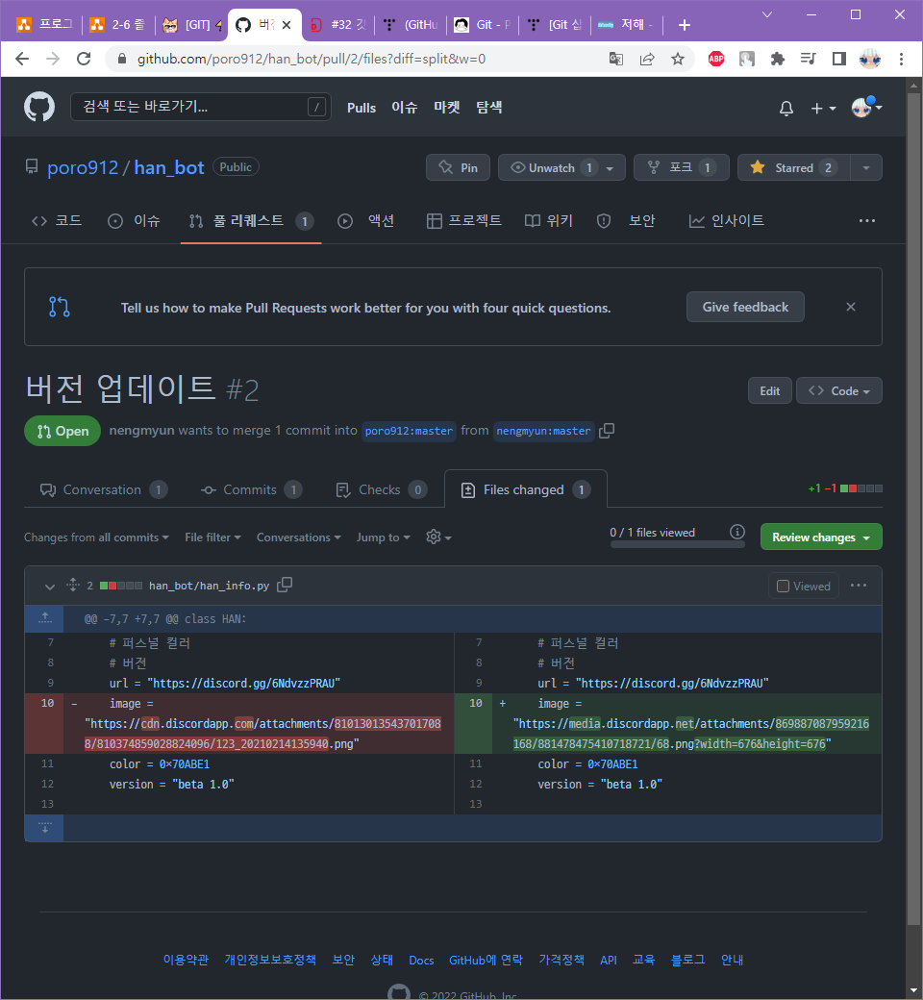 프로그
2-6 졸
[GIT]
버전
#32 깃
(GitHu
Git - P
[Git 삽
저해 -
github.com/poro912/han_bot/pull/2/files?diff=split&w=0
ABP
검색 또는 바로가기... /
Pulls 이슈 마켓 탐색
poro912 / han_bot Public
Pin Unwatch 1 포크 1 Starred 2
코드 이슈 풀 리퀘스트 1 액션 프로젝트 위키 보안 인사이트
Tell us how to make Pull Requests work better for you with four quick questions. Give feedback
버전 업데이트 #2
Edit Code
Open nengmyun wants to merge 1 commit into poro912:master from nengmyun:master
Conversation 1 Commits 1 Checks 0 Files changed 1 +1 −1
Changes from all commits File filter Conversations Jump to 0 / 1 files viewed Review changes
2 han_bot/han_info.py Viewed
@@ -7,7 +7,7 @@ class HAN:
7 # 퍼스널 컬러
8 # 버전
9 url = "https://discord.gg/6NdvzzPRAU"
10 - image =
"https://cdn.discordapp.com/attachments/81013013543701708
8/810374859028824096/123_20210214135940.png"
11 color = 0x70ABE1
12 version = "beta 1.0"
13
7 # 퍼스널 컬러
8 # 버전
9 url = "https://discord.gg/6NdvzzPRAU"
10 + image =
"https://media.discordapp.net/attachments/869887087959216
168/881478475410718721/68.png?width=676&height=676"
11 color = 0x70ABE1
12 version = "beta 1.0"
13
이용약관 개인정보보호정책 보안 상태 Docs GitHub에 연락 가격정책 API 교육 블로그 안내
© 2022 GitHub, Inc.